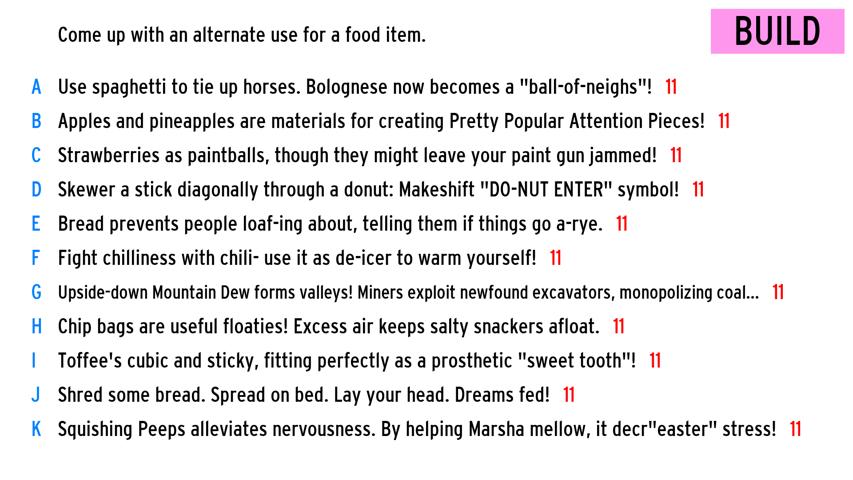 Come up with an alternate use for a food item.
BUILD
A Use spaghetti to tie up horses. Bolognese now becomes a "ball-of-neighs"! 11
B Apples and pineapples are materials for creating Pretty Popular Attention Pieces! 11
C Strawberries as paintballs, though they might leave your paint gun jammed! 11
D Skewer a stick diagonally through a donut: Makeshift "DO-NUT ENTER" symbol! 11
E Bread prevents people loaf-ing about, telling them if things go a-rye. 11
F Fight chilliness with chili- use it as de-icer to warm yourself! 11
G Upside-down Mountain Dew forms valleys! Miners exploit newfound excavators, monopolizing coal... 11
H Chip bags are useful floaties! Excess air keeps salty snackers afloat. 11
I Toffee's cubic and sticky, fitting perfectly as a prosthetic "sweet tooth"! 11
J Shred some bread. Spread on bed. Lay your head. Dreams fed! 11
K Squishing Peeps alleviates nervousness. By helping Marsha mellow, it decr"easter" stress! 11